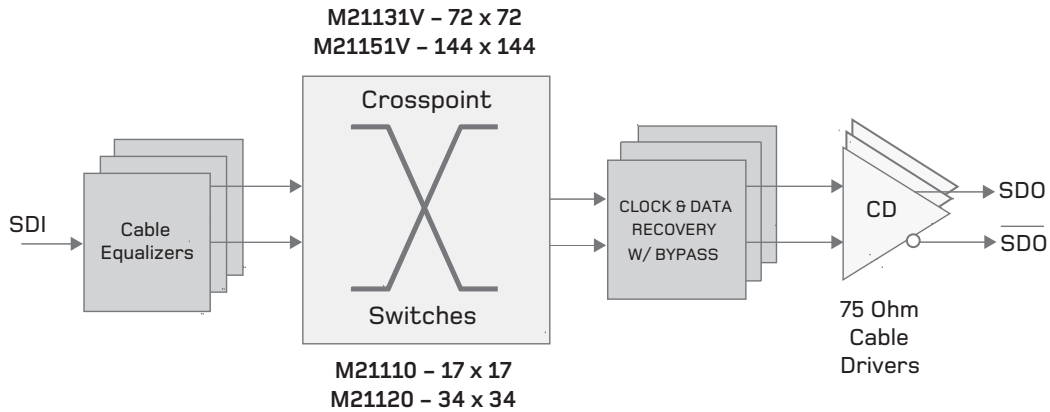 M21131V – 72 x 72
M21151V – 144 x 144
Crosspoint
Switches
SDI
Cable
Equalizers
CLOCK & DATA
RECOVERY
W/ BYPASS
CD
SDO
SDO
75 Ohm
Cable
Drivers
M21110 – 17 x 17
M21120 – 34 x 34